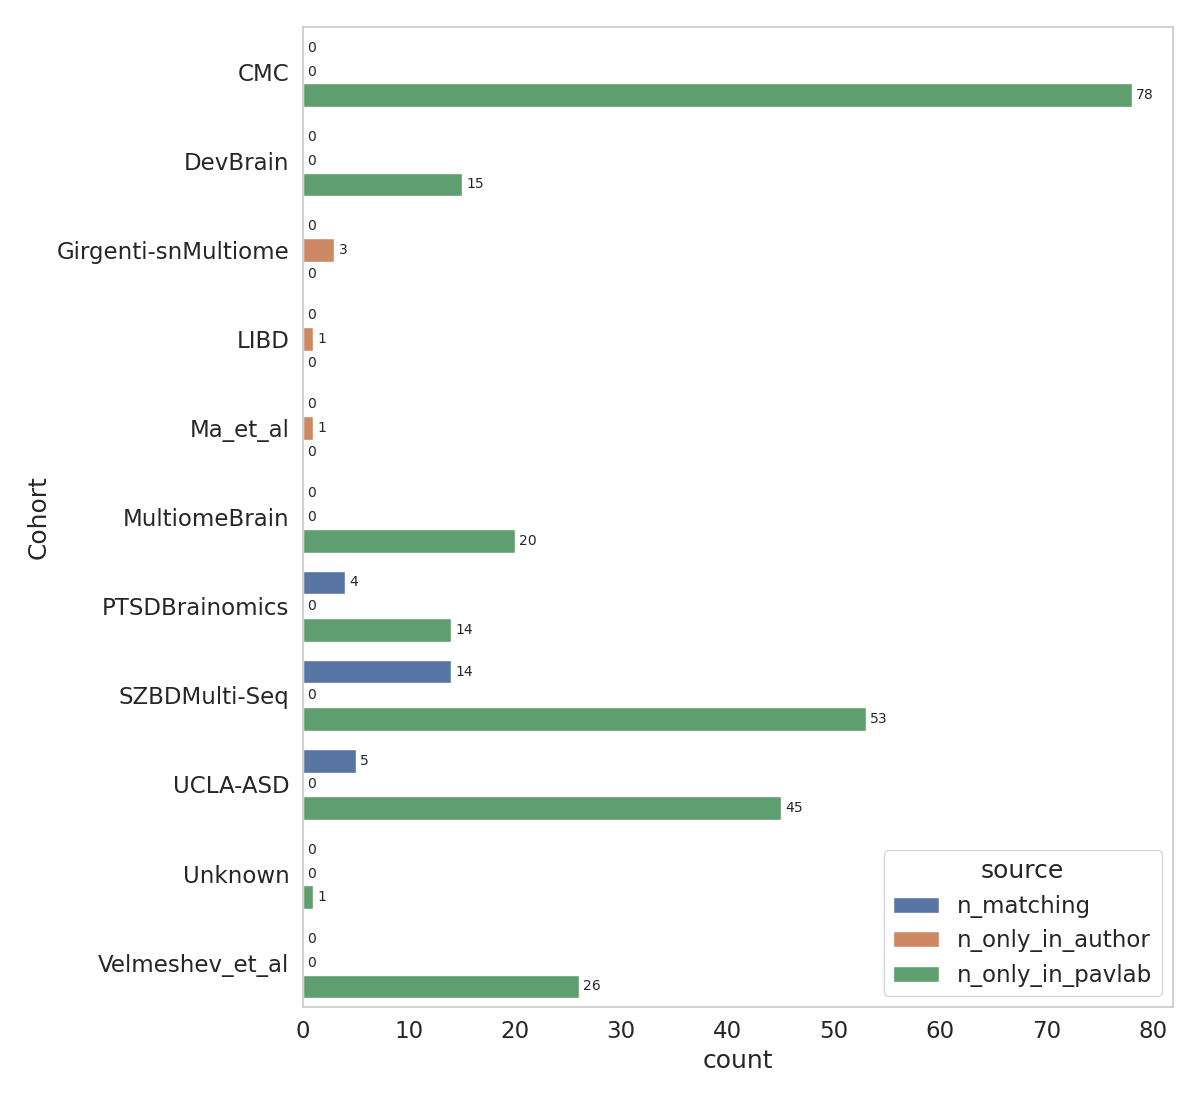 0
CMC 0
78
0
DevBrain 0
15
0
Girgenti-snMultiome 3
0
0
LIBD 1
0
0
Ma_et_al 1
0
0
MultiomeBrain 0
20
Cohort
4
PTSDBrainomics 0
14
14
SZBDMulti-Seq 0
53
5
UCLA-ASD 0
45
0
Unknown 0
1
0
Velmeshev_et_al 0
26
source
n_matching
n_only_in_author
n_only_in_pavlab
0 10 20 30 40 50 60 70 80
count